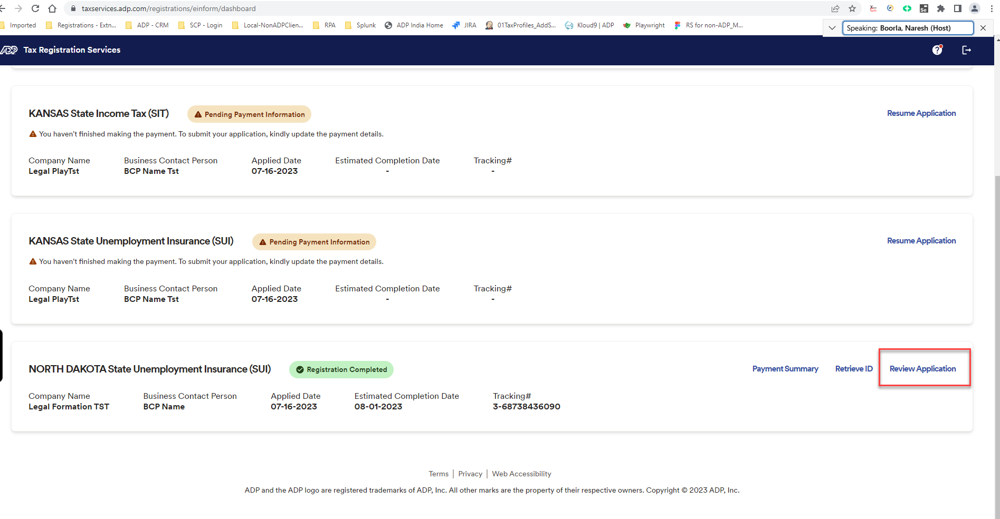 taxservices.adp.com/registrations/einform/dashboard
Imported Registrations - Extn... ADP - CRM SCP - Login Local-NonADPClien... RPA Splunk ADP India Home JIRA 01TaxProfiles_AddS... Kloud9 | ADP Playwright RS for non-ADP_M...
Speaking: Boorla, Naresh (Host)
ADP Tax Registration Services
KANSAS State Income Tax (SIT) Pending Payment Information Resume Application
You haven't finished making the payment. To submit your application, kindly update the payment details.
Company Name Business Contact Person Applied Date Estimated Completion Date Tracking#
Legal PlayTst BCP Name Tst 07-16-2023 - -
KANSAS State Unemployment Insurance (SUI) Pending Payment Information Resume Application
You haven't finished making the payment. To submit your application, kindly update the payment details.
Company Name Business Contact Person Applied Date Estimated Completion Date Tracking#
Legal PlayTst BCP Name Tst 07-16-2023 - -
NORTH DAKOTA State Unemployment Insurance (SUI) Registration Completed Payment Summary Retrieve ID Review Application
Company Name Business Contact Person Applied Date Estimated Completion Date Tracking#
Legal Formation TST BCP Name 07-16-2023 08-01-2023 3-68738436090
Terms | Privacy | Web Accessibility
ADP and the ADP logo are registered trademarks of ADP, Inc. All other marks are the property of their respective owners. Copyright © 2023 ADP, Inc.